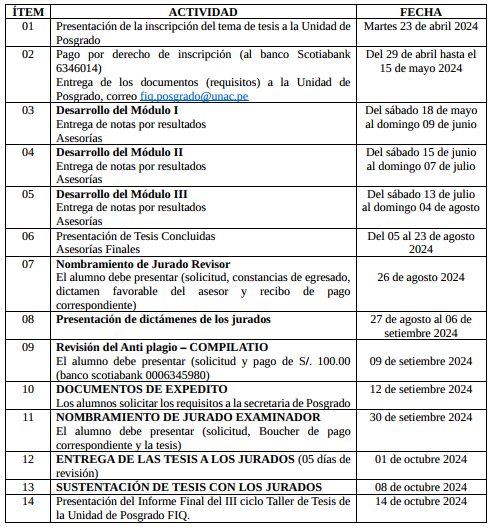 ÍTEM ACTIVIDAD FECHA
01 Presentación de la inscripción del tema de tesis a la Unidad de Martes 23 de abril 2024
Posgrado
02 Pago por derecho de inscripción (al banco Scotiabank Del 29 de abril hasta el
6346014) 15 de mayo 2024
Entrega de los documentos (requisitos) a la Unidad de
Posgrado, correo fiq.posgrado@unac.pe
03 Desarrollo del Módulo I Del sábado 18 de mayo
Entrega de notas por resultados al domingo 09 de junio
Asesorías
04 Desarrollo del Módulo II Del sábado 15 de junio
Entrega de notas por resultados al domingo 07 de julio
Asesorías
05 Desarrollo del Módulo III Del sábado 13 de julio
Entrega de notas por resultados al domingo 04 de agosto
Asesorías
06 Presentación de Tesis Concluidas Del 05 al 23 de agosto
Asesorías Finales 2024
07 Nombramiento de Jurado Revisor
El alumno debe presentar (solicitud, constancias de egresado, 26 de agosto 2024
dictamen favorable del asesor y recibo de pago
correspondiente)
08 Presentación de dictámenes de los jurados 27 de agosto al 06 de
setiembre 2024
09 Revisión del Anti plagio – COMPILATIO
El alumno debe presentar (solicitud y pago de S/. 100.00 09 de setiembre 2024
(banco scotiabank 0006345980)
10 DOCUMENTOS DE EXPEDITO 12 de setiembre 2024
Los alumnos solicitar los requisitos a la secretaria de Posgrado
11 NOMBRAMIENTO DE JURADO EXAMINADOR 30 de setiembre 2024
El alumno debe presentar (solicitud, Boucher de pago
correspondiente y la tesis)
12 ENTREGA DE LAS TESIS A LOS JURADOS (05 días de 01 de octubre 2024
revisión)
13 SUSTENTACIÓN DE TESIS CON LOS JURADOS 08 de octubre 2024
14 Presentación del Informe Final del III ciclo Taller de Tesis de 14 de octubre 2024
la Unidad de Posgrado FIQ.